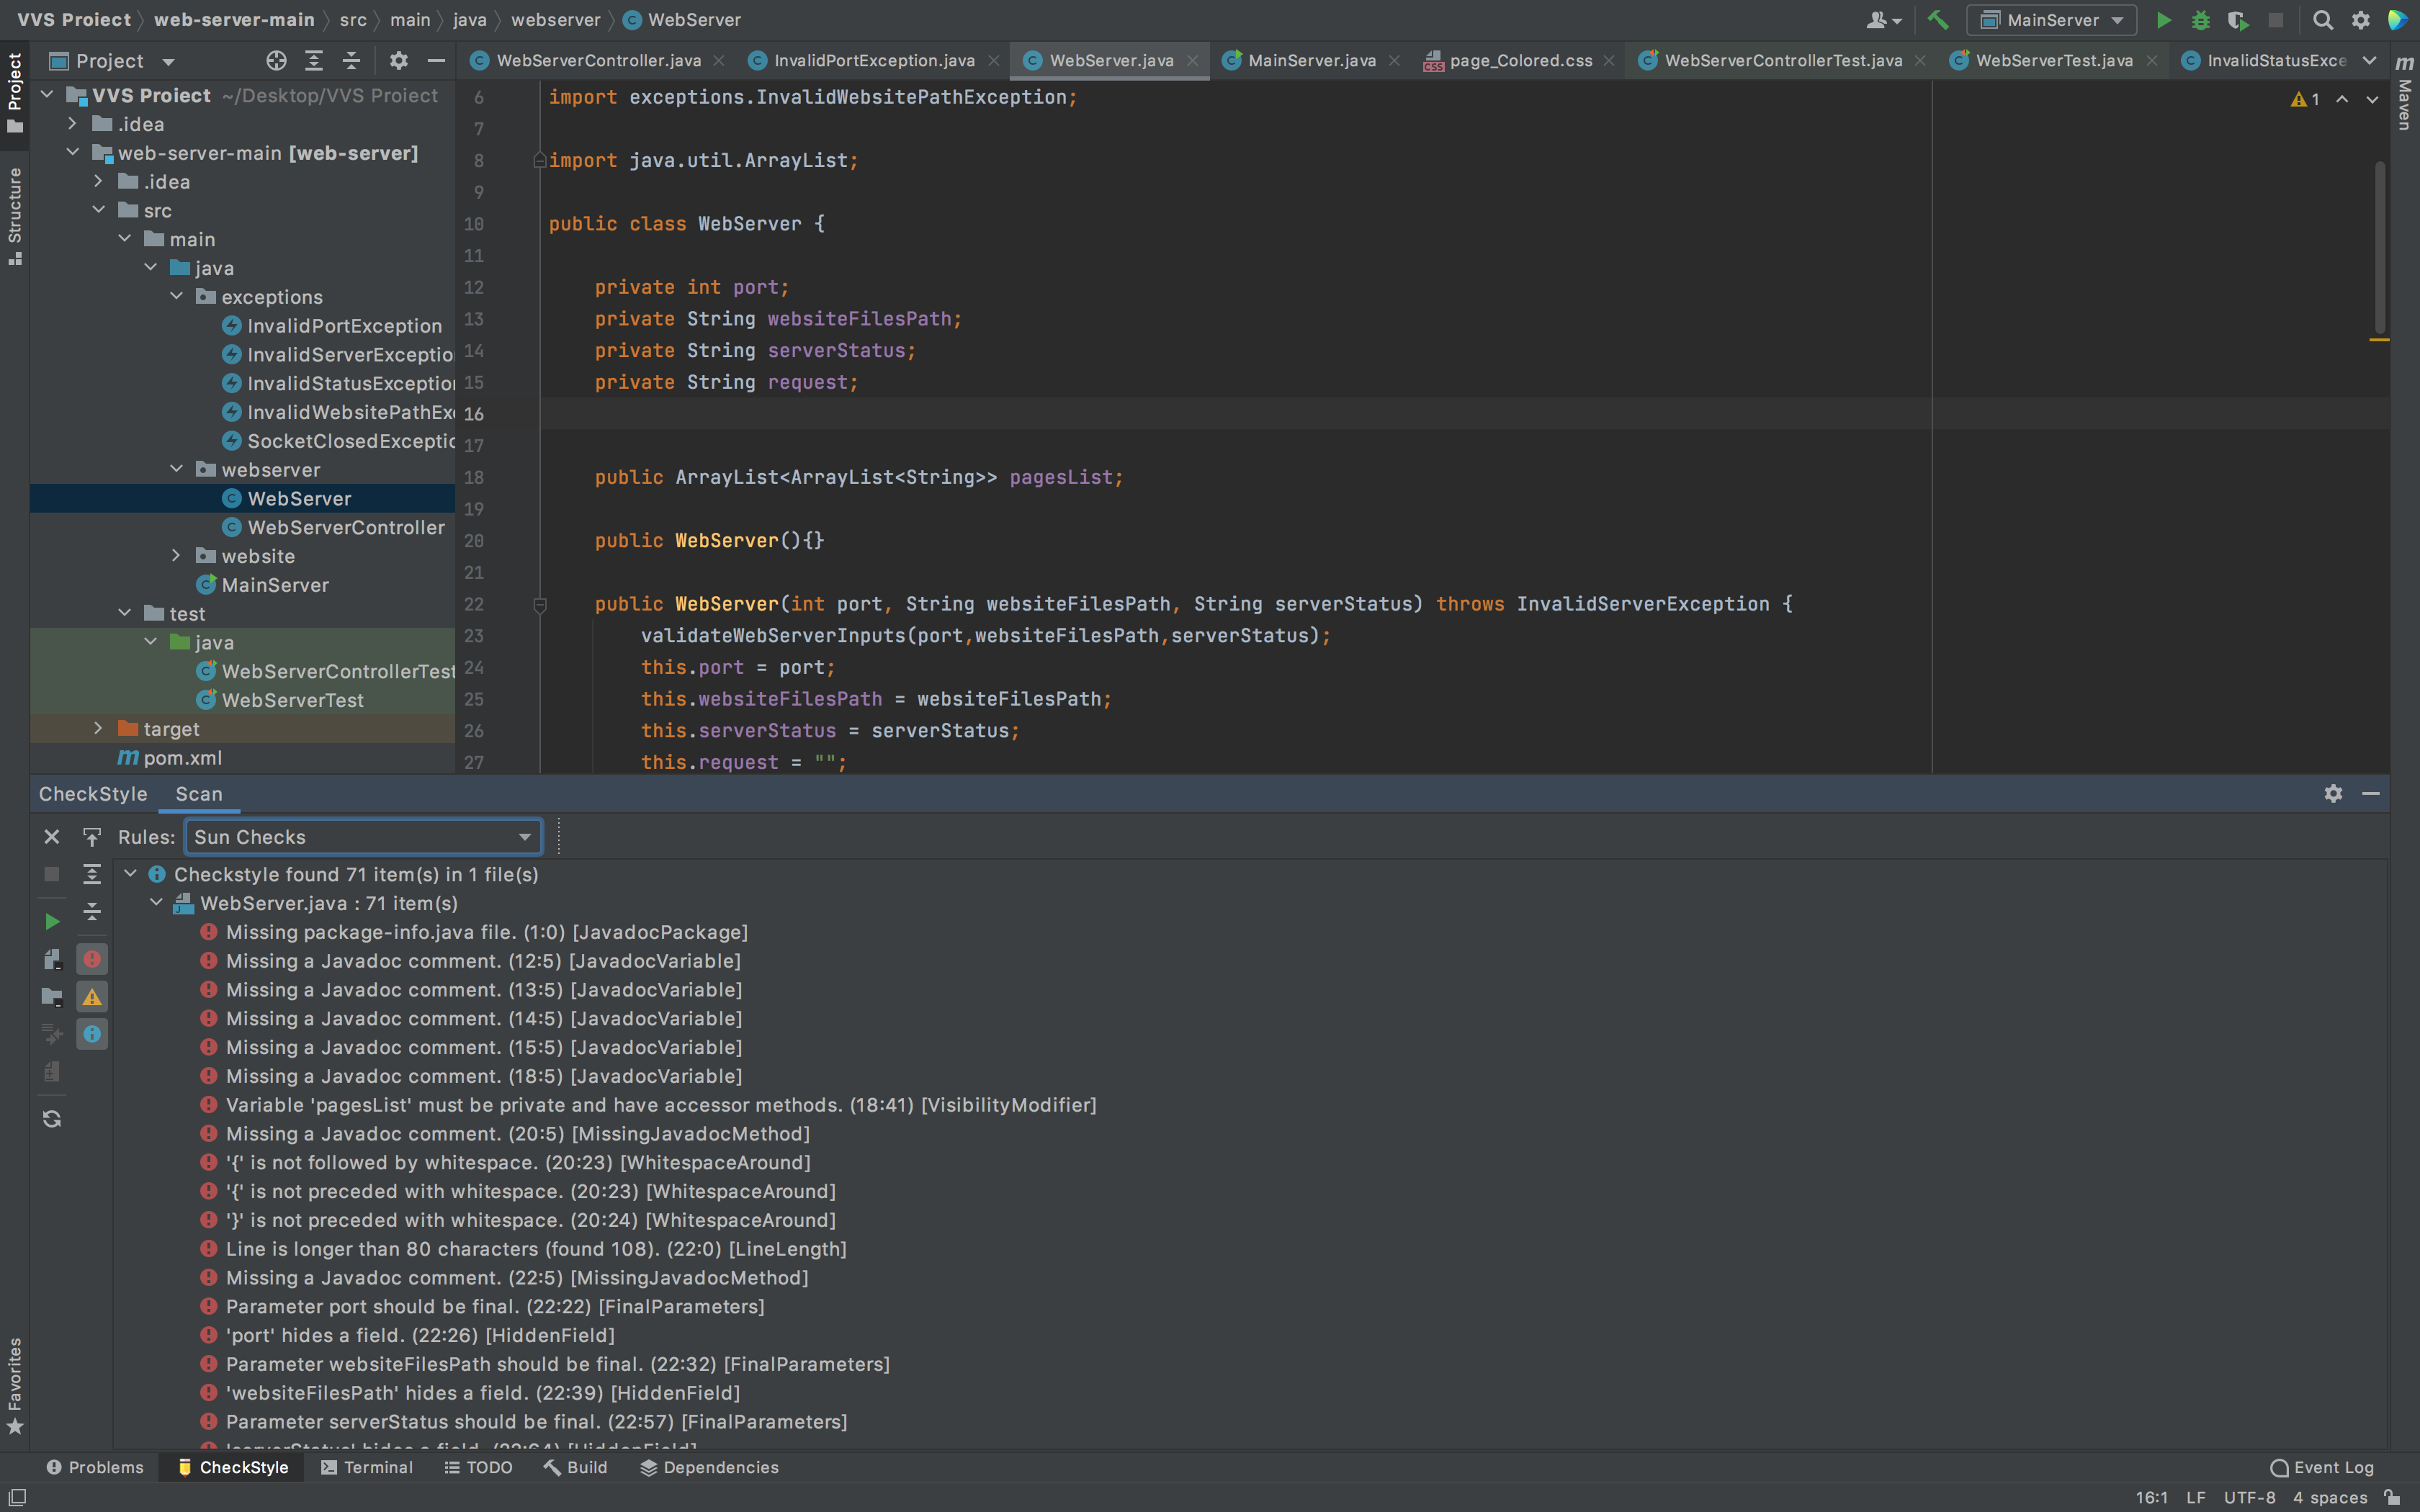 VVS Project web-server-main src main java webserver WebServer
MainServer
Project
WebServerController.java InvalidPortException.java WebServer.java MainServer.java page_Colored.css WebServerControllerTest.java WebServerTest.java InvalidStatusExce
Project
Structure
Favorites
Maven
VVS Project ~/Desktop/VVS Project
.idea
web-server-main [web-server]
.idea
src
main
java
exceptions
InvalidPortException
InvalidServerExceptio
InvalidStatusException
InvalidWebsitePathExc
SocketClosedExceptio
webserver
WebServer
WebServerController
website
MainServer
test
java
WebServerControllerTest
WebServerTest
target
pom.xml
1
6 import exceptions.InvalidWebsitePathException;
7
8 import java.util.ArrayList;
9
10 public class WebServer {
11
12 private int port;
13 private String websiteFilesPath;
14 private String serverStatus;
15 private String request;
16
17
18 public ArrayList<ArrayList<String>> pagesList;
19
20 public WebServer(){}
21
22 public WebServer(int port, String websiteFilesPath, String serverStatus) throws InvalidServerException {
23 validateWebServerInputs(port,websiteFilesPath,serverStatus);
24 this.port = port;
25 this.websiteFilesPath = websiteFilesPath;
26 this.serverStatus = serverStatus;
27 this.request = "";
CheckStyle Scan
Rules: Sun Checks
Checkstyle found 71 item(s) in 1 file(s)
WebServer.java : 71 item(s)
Missing package-info.java file. (1:0) [JavadocPackage]
Missing a Javadoc comment. (12:5) [JavadocVariable]
Missing a Javadoc comment. (13:5) [JavadocVariable]
Missing a Javadoc comment. (14:5) [JavadocVariable]
Missing a Javadoc comment. (15:5) [JavadocVariable]
Missing a Javadoc comment. (18:5) [JavadocVariable]
Variable 'pagesList' must be private and have accessor methods. (18:41) [VisibilityModifier]
Missing a Javadoc comment. (20:5) [MissingJavadocMethod]
'{' is not followed by whitespace. (20:23) [WhitespaceAround]
'{' is not preceded with whitespace. (20:23) [WhitespaceAround]
'}' is not preceded with whitespace. (20:24) [WhitespaceAround]
Line is longer than 80 characters (found 108). (22:0) [LineLength]
Missing a Javadoc comment. (22:5) [MissingJavadocMethod]
Parameter port should be final. (22:22) [FinalParameters]
'port' hides a field. (22:26) [HiddenField]
Parameter websiteFilesPath should be final. (22:32) [FinalParameters]
'websiteFilesPath' hides a field. (22:39) [HiddenField]
Parameter serverStatus should be final. (22:57) [FinalParameters]
'serverStatus' hides a field. (22:64) [HiddenField]
Problems CheckStyle Terminal TODO Build Dependencies Event Log
16:1 LF UTF-8 4 spaces